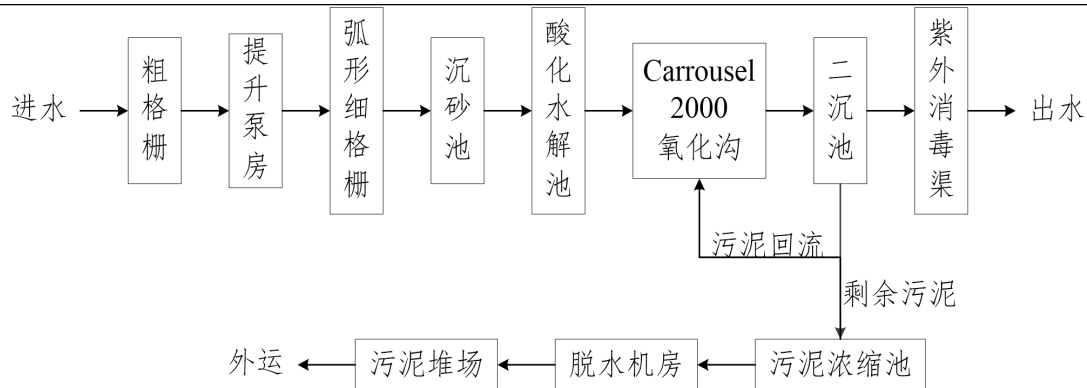 进水
粗格栅
提升泵房
弧形细格栅
沉砂池
酸化水解池
Carrousel
2000
氧化沟
二沉池
紫外消毒渠
出水
污泥回流
剩余污泥
外运
污泥堆场
脱水机房
污泥浓缩池